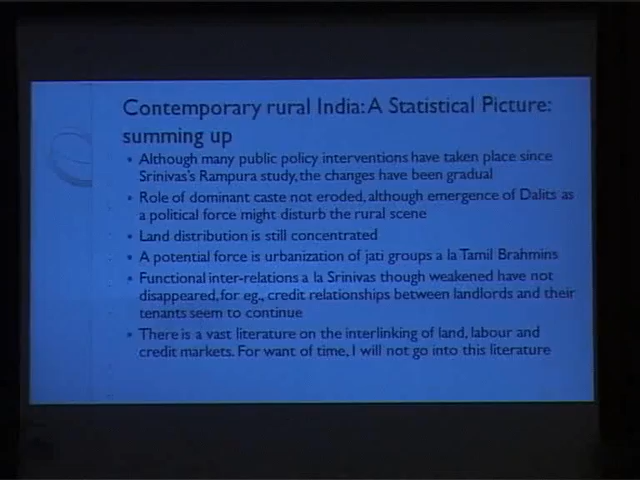 Contemporary rural India: A Statistical Picture:
summing up
• Although many public policy interventions have taken place since
Srinivas's Rampura study, the changes have been gradual
• Role of dominant caste not eroded, although emergence of Dalits as
a political force might disturb the rural scene
• Land distribution is still concentrated
• A potential force is urbanization of jati groups a la Tamil Brahmins
• Functional inter-relations a la Srinivas though weakened have not
disappeared, for eg., credit relationships between landlords and their
tenants seem to continue
• There is a vast literature on the interlinking of land, labour and
credit markets. For want of time, I will not go into this literature